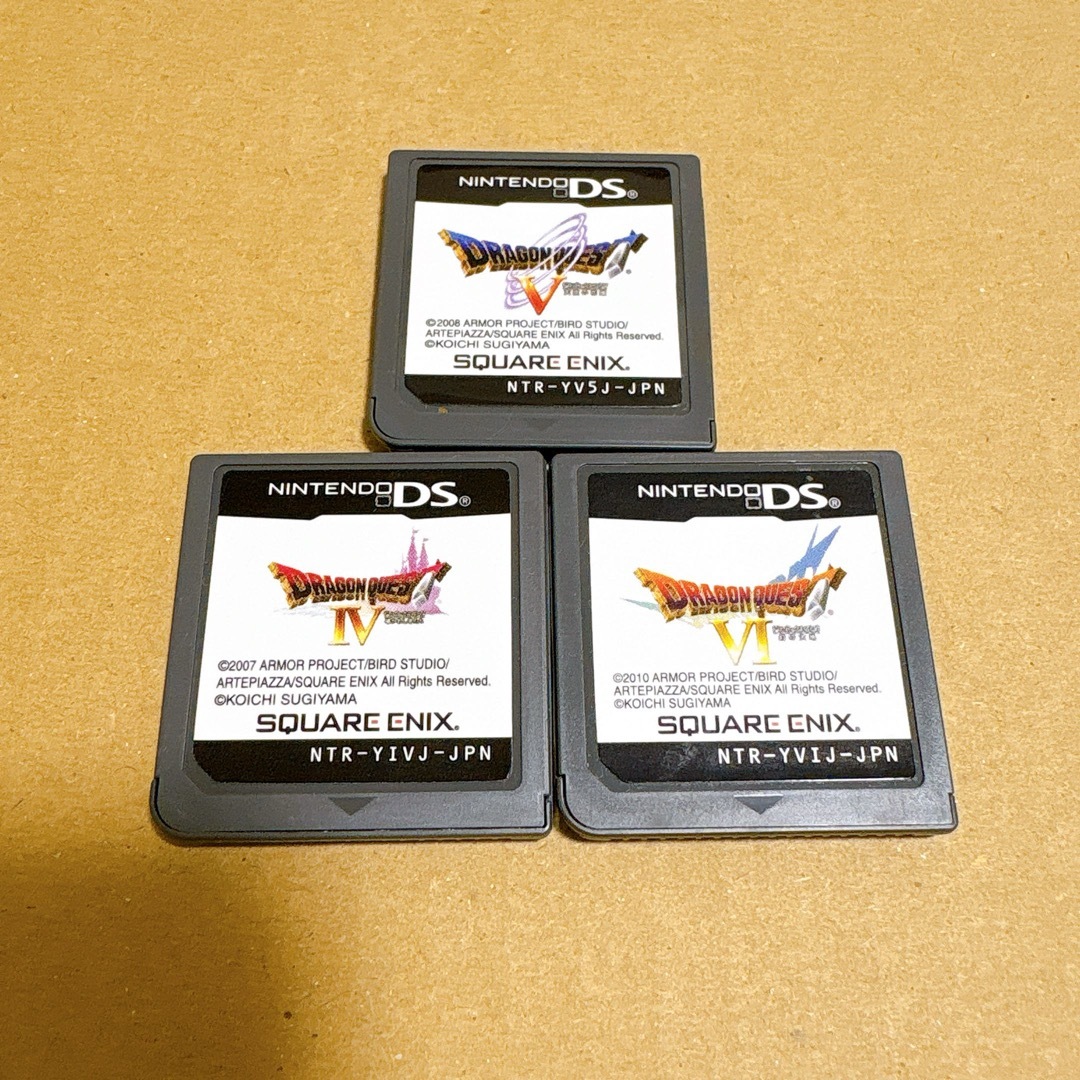 NINTENDO DS®
DRAGON QUEST®
V
©2008 ARMOR PROJECT/BIRD STUDIO/
ARTEPIAZZA/SQUARE ENIX All Rights Reserved.
©KOICHI SUGIYAMA
SQUARE ENIX®
NTR-YV5J-JPN
NINTENDO DS®
DRAGON QUEST
IV
©2007 ARMOR PROJECT/BIRD STUDIO/
ARTEPIAZZA/SQUARE ENIX All Rights Reserved.
©KOICHI SUGIYAMA
SQUARE ENIX®
NTR-YIVJ-JPN
NINTENDO DS®
DRAGON QUEST®
VI
©2010 ARMOR PROJECT/BIRD STUDIO/
ARTEPIAZZA/SQUARE ENIX All Rights Reserved.
©KOICHI SUGIYAMA
SQUARE ENIX®
NTR-YVIJ-JPN